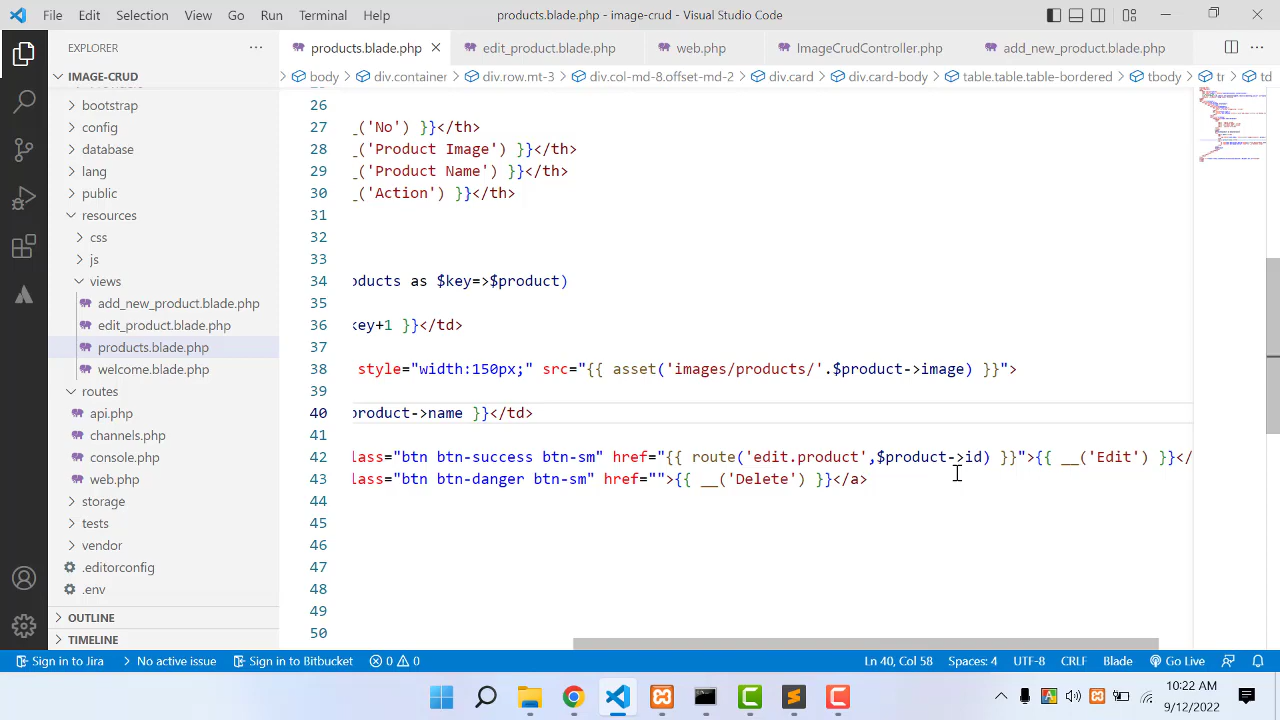 File Edit Selection View Go Run Terminal Help
products.blade.php - image-crud - Visual Studio Code
EXPLORER
products.blade.php edit_product.blade.php web.php ImageCrudController.php add_new_product.blade.php
IMAGE-CRUD
body > div.container > div.row.mt-3 > div.col-md-8.offset-md-2 > div.card > div.card-body > table.table.table-bordered > tbody > tr > td
bootstrap
config
database
lang
public
resources
css
js
views
add_new_product.blade.php
edit_product.blade.php
products.blade.php
welcome.blade.php
routes
api.php
channels.php
console.php
web.php
storage
tests
vendor
.editorconfig
.env
OUTLINE
TIMELINE
26
27 _('No') }}</th>
28 _('Product Image') }}</th>
29 _('Product Name') }}</th>
30 _('Action') }}</th>
31
32
33
34 oducts as $key=>$product)
35
36 key+1 }}</td>
37
38 style="width:150px;" src="{{ asset('images/products/'.$product->image) }}">
39
40 product->name }}</td>
41
42 lass="btn btn-success btn-sm" href="{{ route('edit.product',$product->id) }}">{{ __('Edit') }}</
43 lass="btn btn-danger btn-sm" href="">{{ __('Delete') }}</a>
44
45
46
47
48
49
50
Sign in to Jira No active issue Sign in to Bitbucket 0 0 Ln 40, Col 58 Spaces: 4 UTF-8 CRLF Blade Go Live
10:22 AM
9/12/2022